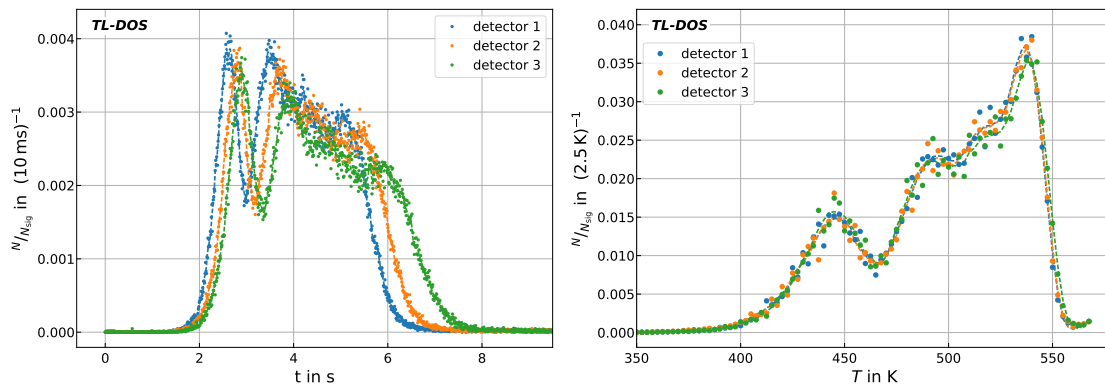 TL-DOS
detector 1
detector 2
detector 3
0.004
0.003
0.002
0.001
0.000
N/N_sig in (10 ms)⁻¹
0 2 4 6 8
t in s
TL-DOS
detector 1
detector 2
detector 3
0.040
0.035
0.030
0.025
0.020
0.015
0.010
0.005
0.000
N/N_sig in (2.5 K)⁻¹
350 400 450 500 550
T in K